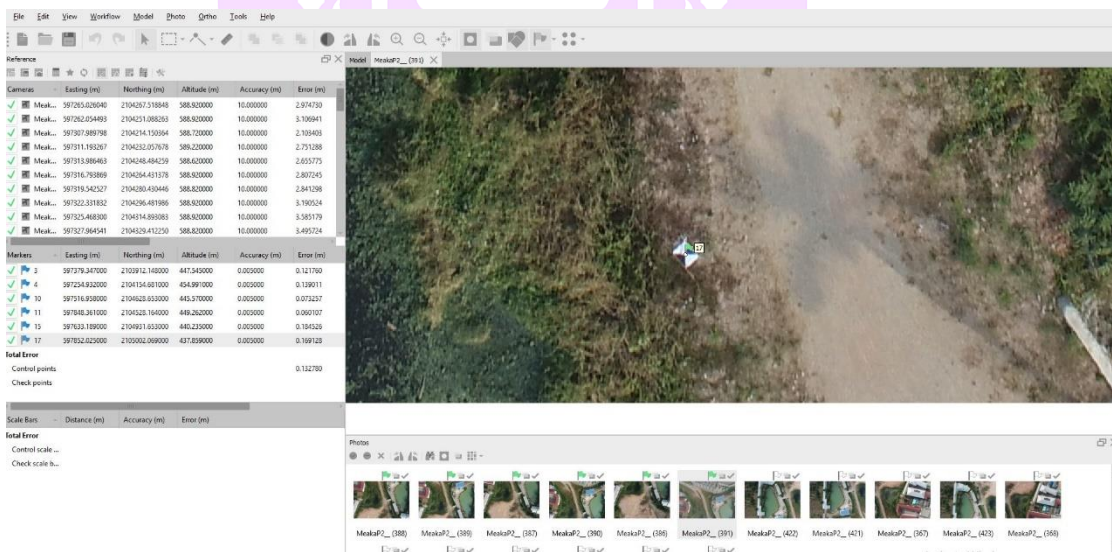 File Edit View Workflow Model Photo Ortho Tools Help
Reference
Model MeakaP2__ (391)
Cameras Easting (m) Northing (m) Altitude (m) Accuracy (m) Error (m)
Meak... 597265.026040 2104267.518848 588.920000 10.000000 2.974730
Meak... 597262.054493 2104251.088263 588.920000 10.000000 3.106941
Meak... 597307.989798 2104214.150364 588.720000 10.000000 2.103403
Meak... 597311.193267 2104232.057678 589.220000 10.000000 2.751288
Meak... 597313.986463 2104248.484259 588.620000 10.000000 2.655775
Meak... 597316.793869 2104264.431378 588.920000 10.000000 2.807245
Meak... 597319.542527 2104280.430446 588.820000 10.000000 2.841298
Meak... 597322.331832 2104296.481986 588.920000 10.000000 3.190524
Meak... 597325.468300 2104314.893083 588.920000 10.000000 3.585179
Meak... 597327.964541 2104329.412250 588.820000 10.000000 3.495724
Markers Easting (m) Northing (m) Altitude (m) Accuracy (m) Error (m)
3 597379.347000 2103912.148000 447.545000 0.005000 0.121760
4 597254.932000 2104154.681000 454.991000 0.005000 0.139011
10 597516.958000 2104628.653000 445.570000 0.005000 0.073257
11 597848.361000 2104528.164000 449.262000 0.005000 0.060107
15 597633.189000 2104931.653000 440.235000 0.005000 0.184526
17 597852.025000 2105002.069000 437.859000 0.005000 0.169128
Total Error
Control points 0.132780
Check points
Scale Bars Distance (m) Accuracy (m) Error (m)
Total Error
Control scale ...
Check scale b...
17
Photos
MeakaP2__ (388) MeakaP2__ (389) MeakaP2__ (387) MeakaP2__ (390) MeakaP2__ (386) MeakaP2__ (391) MeakaP2__ (422) MeakaP2__ (421) MeakaP2__ (367) MeakaP2__ (423) MeakaP2__ (368)